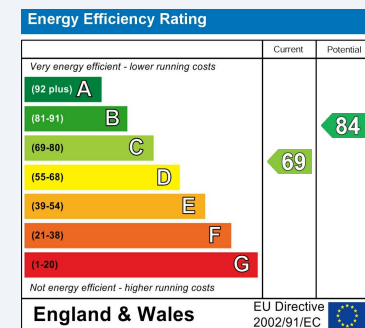 Energy Efficiency Rating
Current Potential
Very energy efficient - lower running costs
(92 plus) A
(81-91) B
84
(69-80) C
69
(55-68) D
(39-54) E
(21-38) F
(1-20) G
Not energy efficient - higher running costs
England & Wales
EU Directive
2002/91/EC